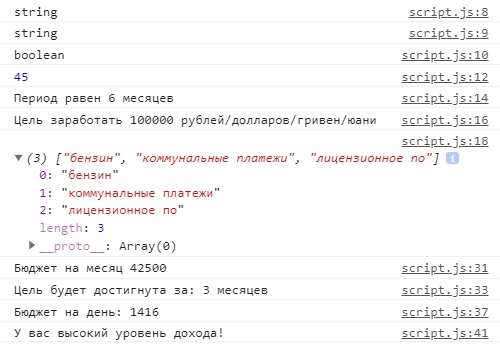 string script.js:8
string script.js:9
boolean script.js:10
45 script.js:12
Период равен 6 месяцев script.js:14
Цель заработать 100000 рублей/долларов/гривен/юани script.js:16
script.js:18
(3) ["бензин", "коммунальные платежи", "лицензионное по"] i
0: "бензин"
1: "коммунальные платежи"
2: "лицензионное по"
length: 3
__proto__: Array(0)
Бюджет на месяц 42500 script.js:31
Цель будет достигнута за: 3 месяцев script.js:33
Бюджет на день: 1416 script.js:37
У вас высокий уровень дохода! script.js:41